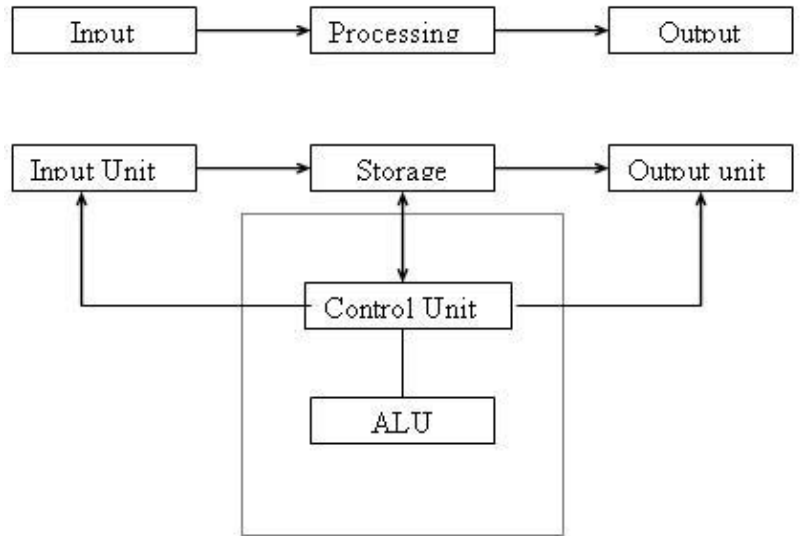 Input
Processing
Output
Input Unit
Storage
Output unit
Control Unit
ALU